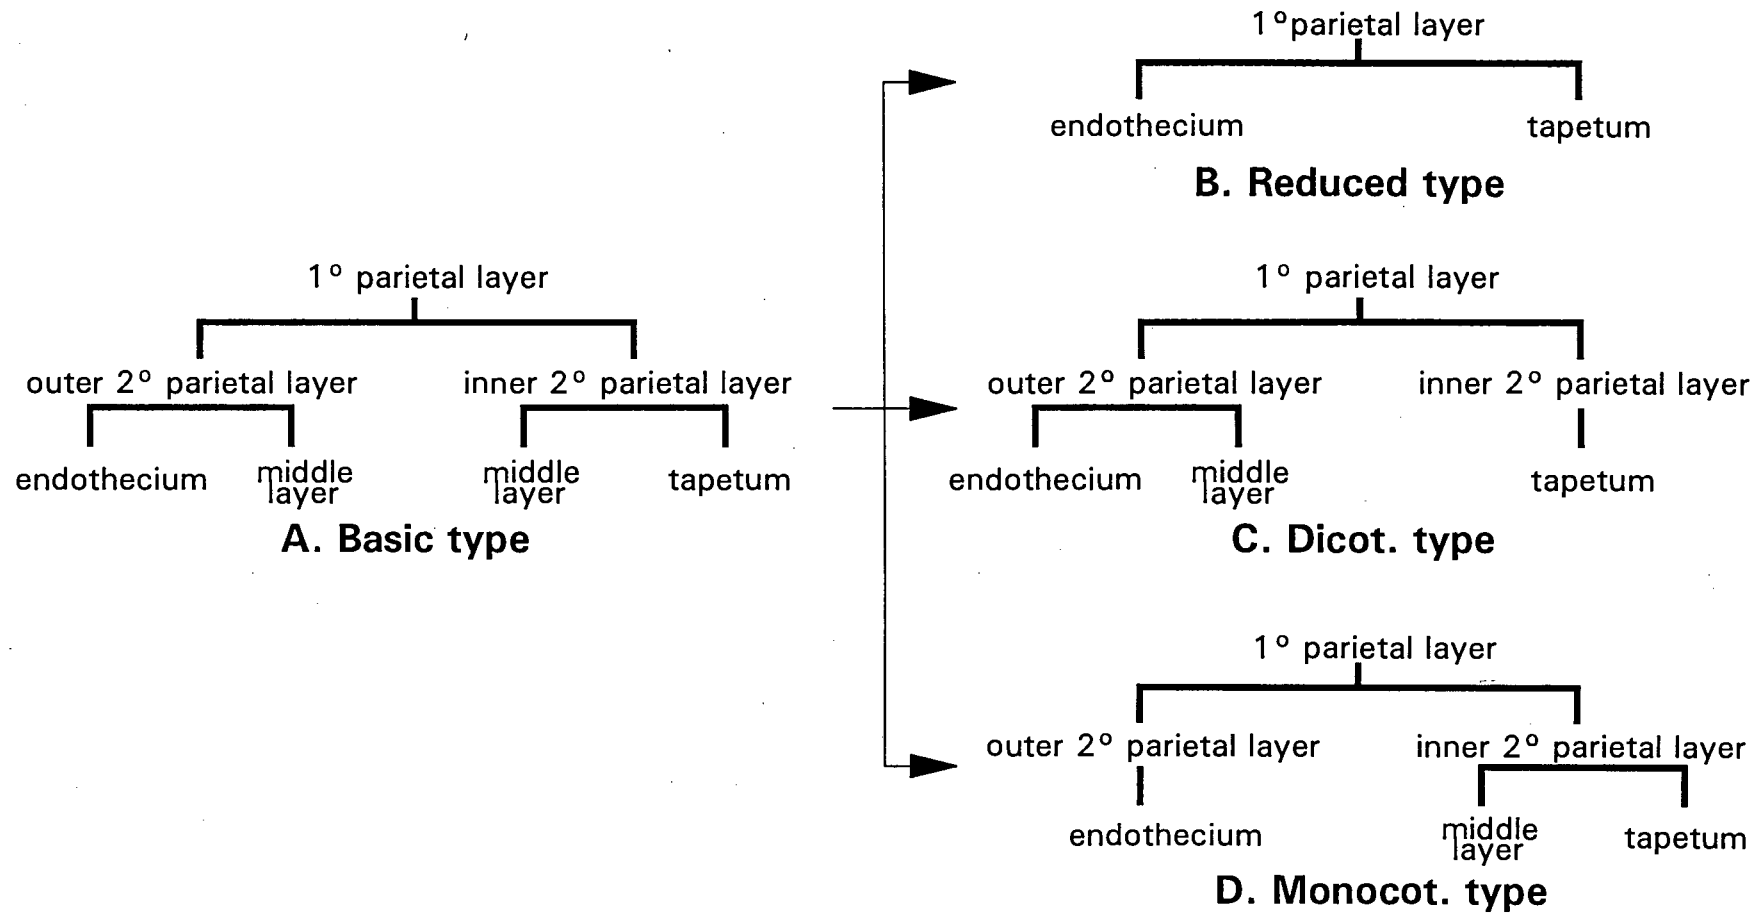 1° parietal layer
outer 2° parietal layer inner 2° parietal layer
endothecium middle layer middle layer tapetum
A. Basic type
1°parietal layer
endothecium tapetum
B. Reduced type
1° parietal layer
outer 2° parietal layer inner 2° parietal layer
endothecium middle layer tapetum
C. Dicot. type
1° parietal layer
outer 2° parietal layer inner 2° parietal layer
endothecium middle layer tapetum
D. Monocot. type